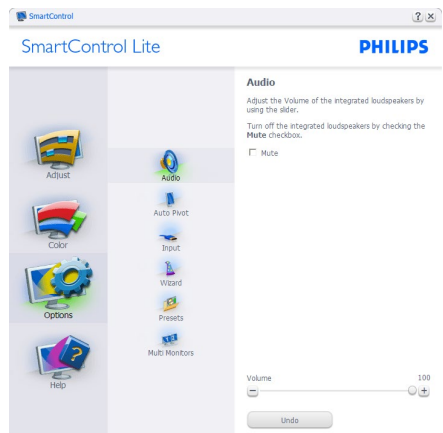 SmartControl
? ×
SmartControl Lite
PHILIPS
Adjust
Color
Options
Help
Audio
Auto Pivot
Input
Wizard
Presets
Multi Monitors
Audio
Adjust the Volume of the integrated loudspeakers by
using the slider.
Turn off the integrated loudspeakers by checking the
Mute checkbox.
Mute
Volume 100
Undo